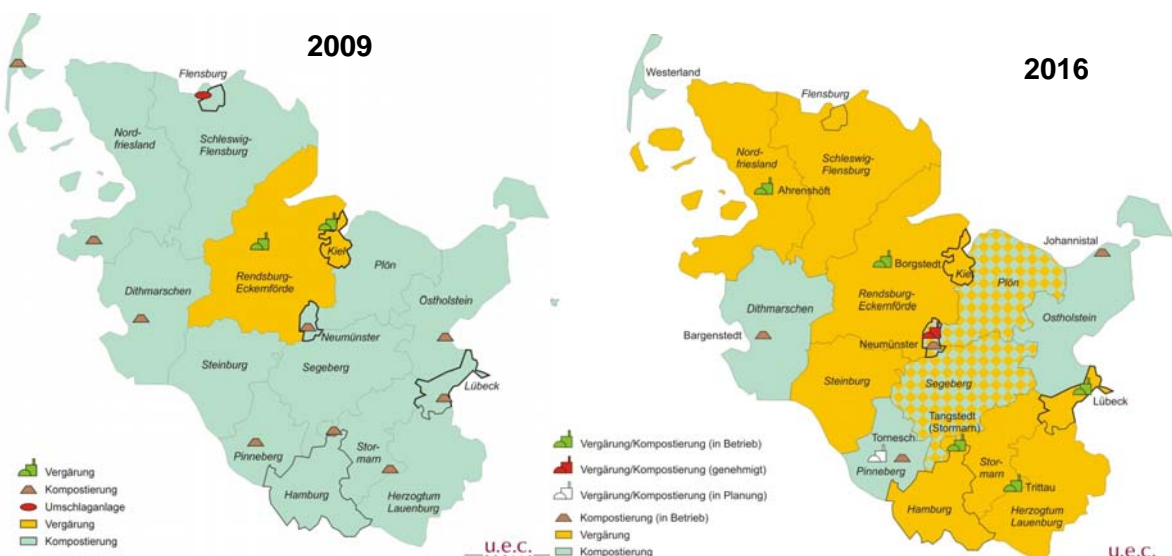 2009
Flensburg
Nord-
friesland
Schleswig-
Flensburg
Kiel
Rendsburg-
Eckernförde
Plön
Ostholstein
Dithmarschen
Neumünster
Steinburg
Segeberg
Lübeck
Pinneberg
Stor-
marn
Hamburg
Herzogtum
Lauenburg
Vergärung
Kompostierung
Umschlaganlage
Vergärung
Kompostierung
u.e.c.
2016
Westerland
Flensburg
Nord-
friesland
Schleswig-
Flensburg
Ahrenshöft
Johannistal
Borgstedt
Kiel
Plön
Rendsburg-
Eckernförde
Dithmarschen
Ostholstein
Bargenstedt
Neumünster
Steinburg
Segeberg
Lübeck
Tangstedt
(Stormarn)
Tornesch
Pinneberg
Stor-
marn
Trittau
Hamburg
Herzogtum
Lauenburg
Vergärung/Kompostierung (in Betrieb)
Vergärung/Kompostierung (genehmigt)
Vergärung/Kompostierung (in Planung)
Kompostierung (in Betrieb)
Vergärung
Kompostierung
u.e.c.